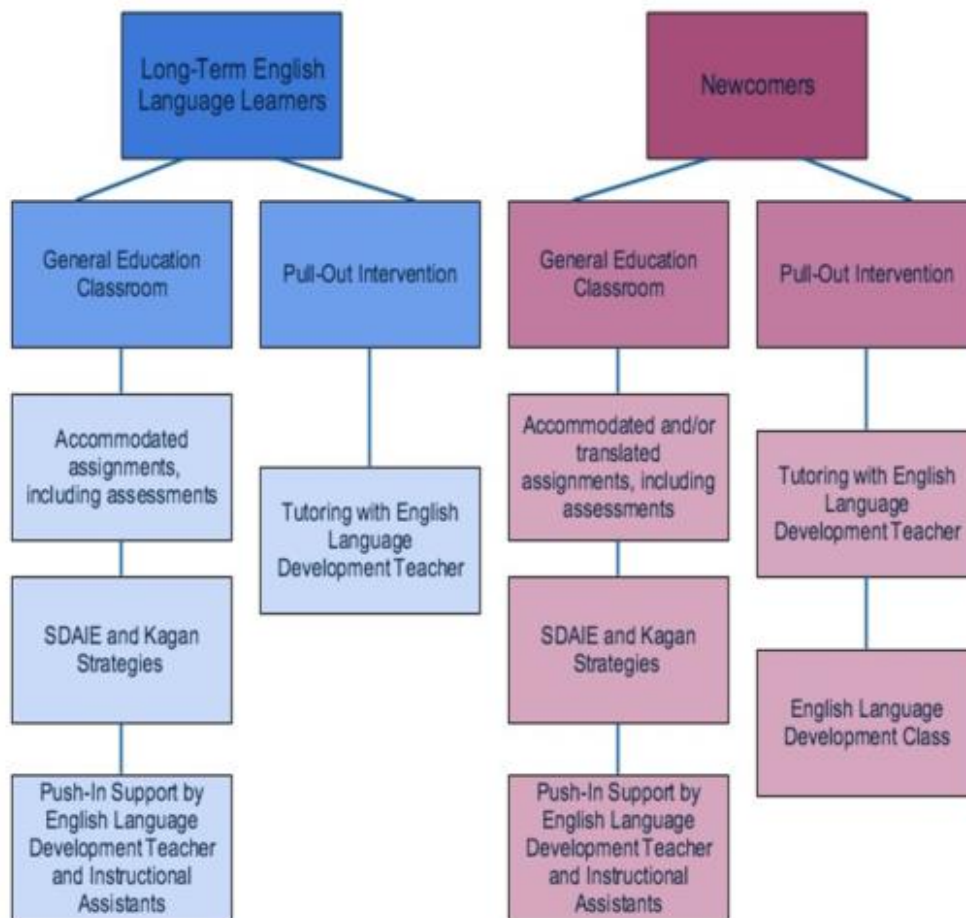 Long-Term English
Language Learners
Newcomers
General Education
Classroom
Pull-Out Intervention
General Education
Classroom
Pull-Out Intervention
Accommodated
assignments,
including assessments
Tutoring with English
Language
Development Teacher
Accommodated and/or
translated
assignments, including
assessments
Tutoring with English
Language
Development Teacher
SDAIE and Kagan
Strategies
SDAIE and Kagan
Strategies
English Language
Development Class
Push-In Support by
English Language
Development Teacher
and Instructional
Assistants
Push-In Support by
English Language
Development Teacher
and Instructional
Assistants